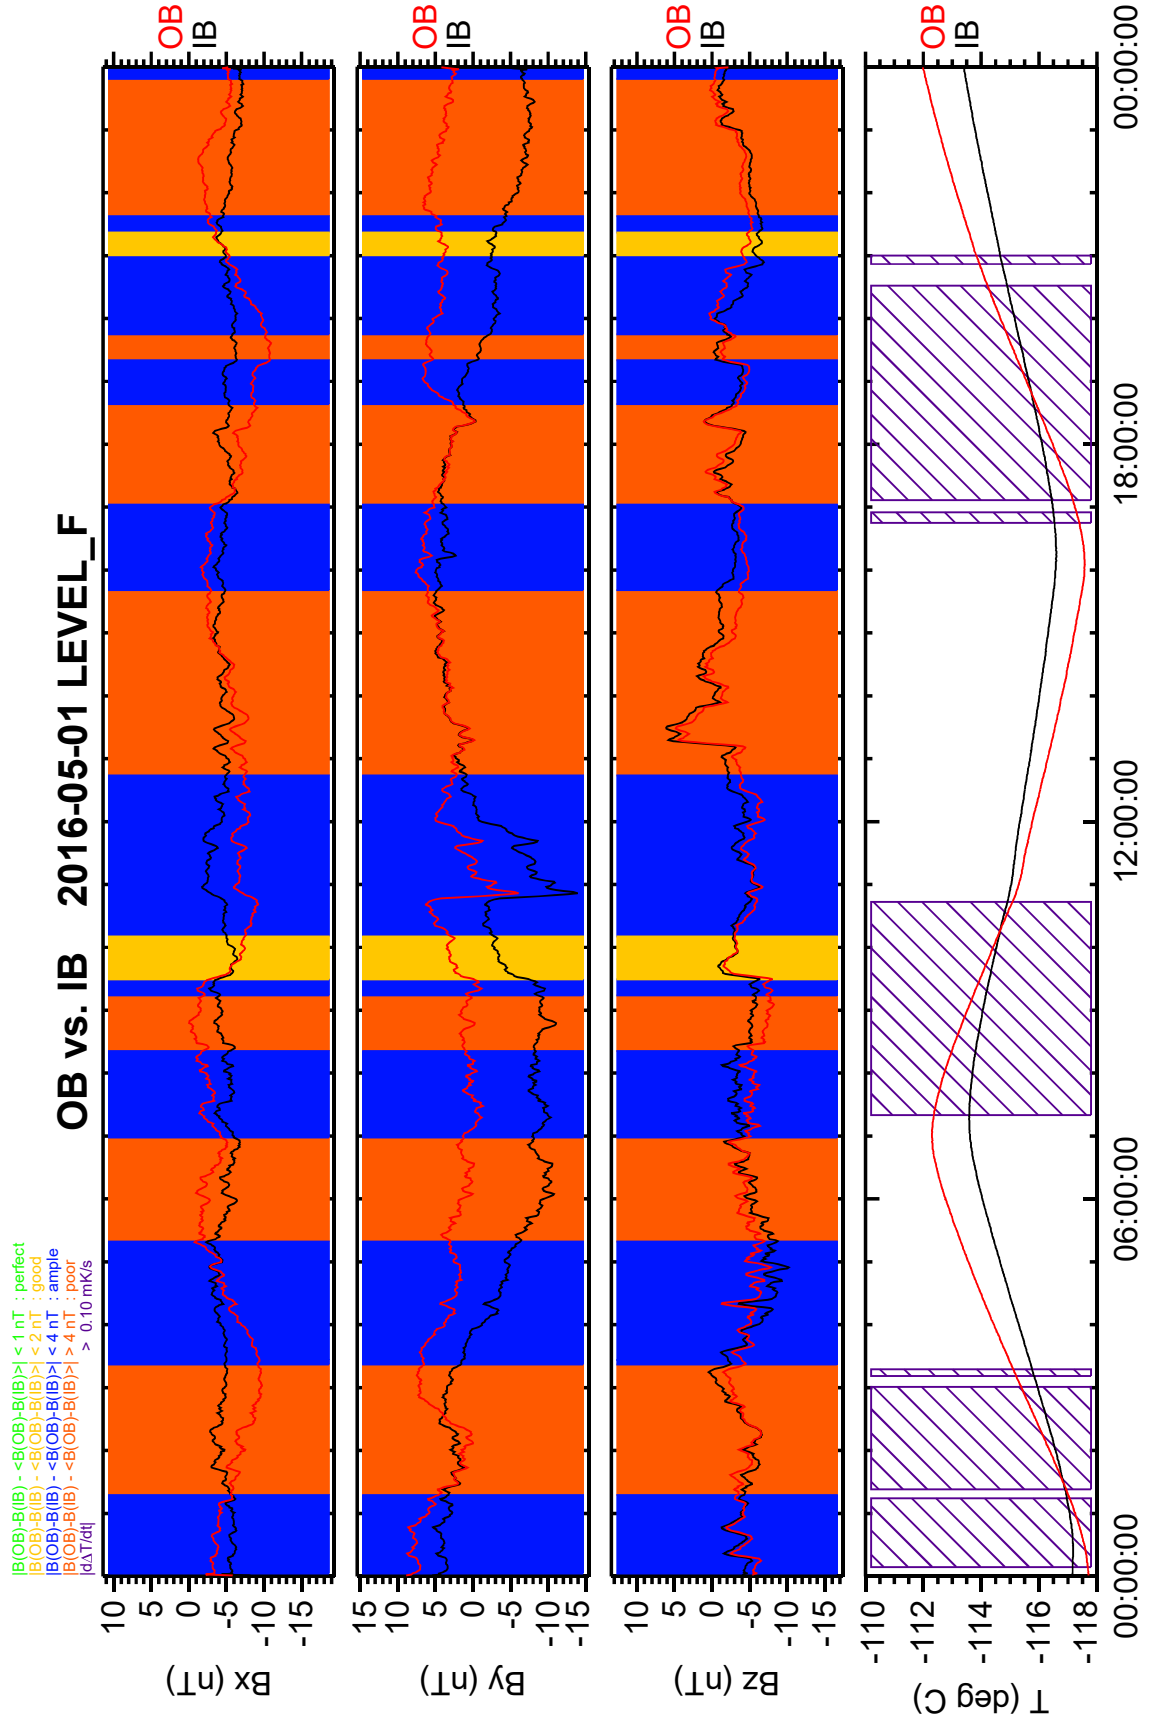 OB vs. IB 2016-05-01 LEVEL_F
|B(OB)-B(IB) - <B(OB)-B(IB)>| < 1 nT : perfect
|B(OB)-B(IB) - <B(OB)-B(IB)>| < 2 nT : good
|B(OB)-B(IB) - <B(OB)-B(IB)>| < 4 nT : ample
|B(OB)-B(IB) - <B(OB)-B(IB)>| > 4 nT : poor
|dΔT/dt| > 0.10 mK/s
Bx (nT)
10
5
0
-5
-10
-15
OB
IB
By (nT)
15
10
5
0
-5
-10
-15
OB
IB
Bz (nT)
10
5
0
-5
-10
-15
OB
IB
T (deg C)
-110
-112
-114
-116
-118
OB
IB
00:00:00 06:00:00 12:00:00 18:00:00 00:00:00